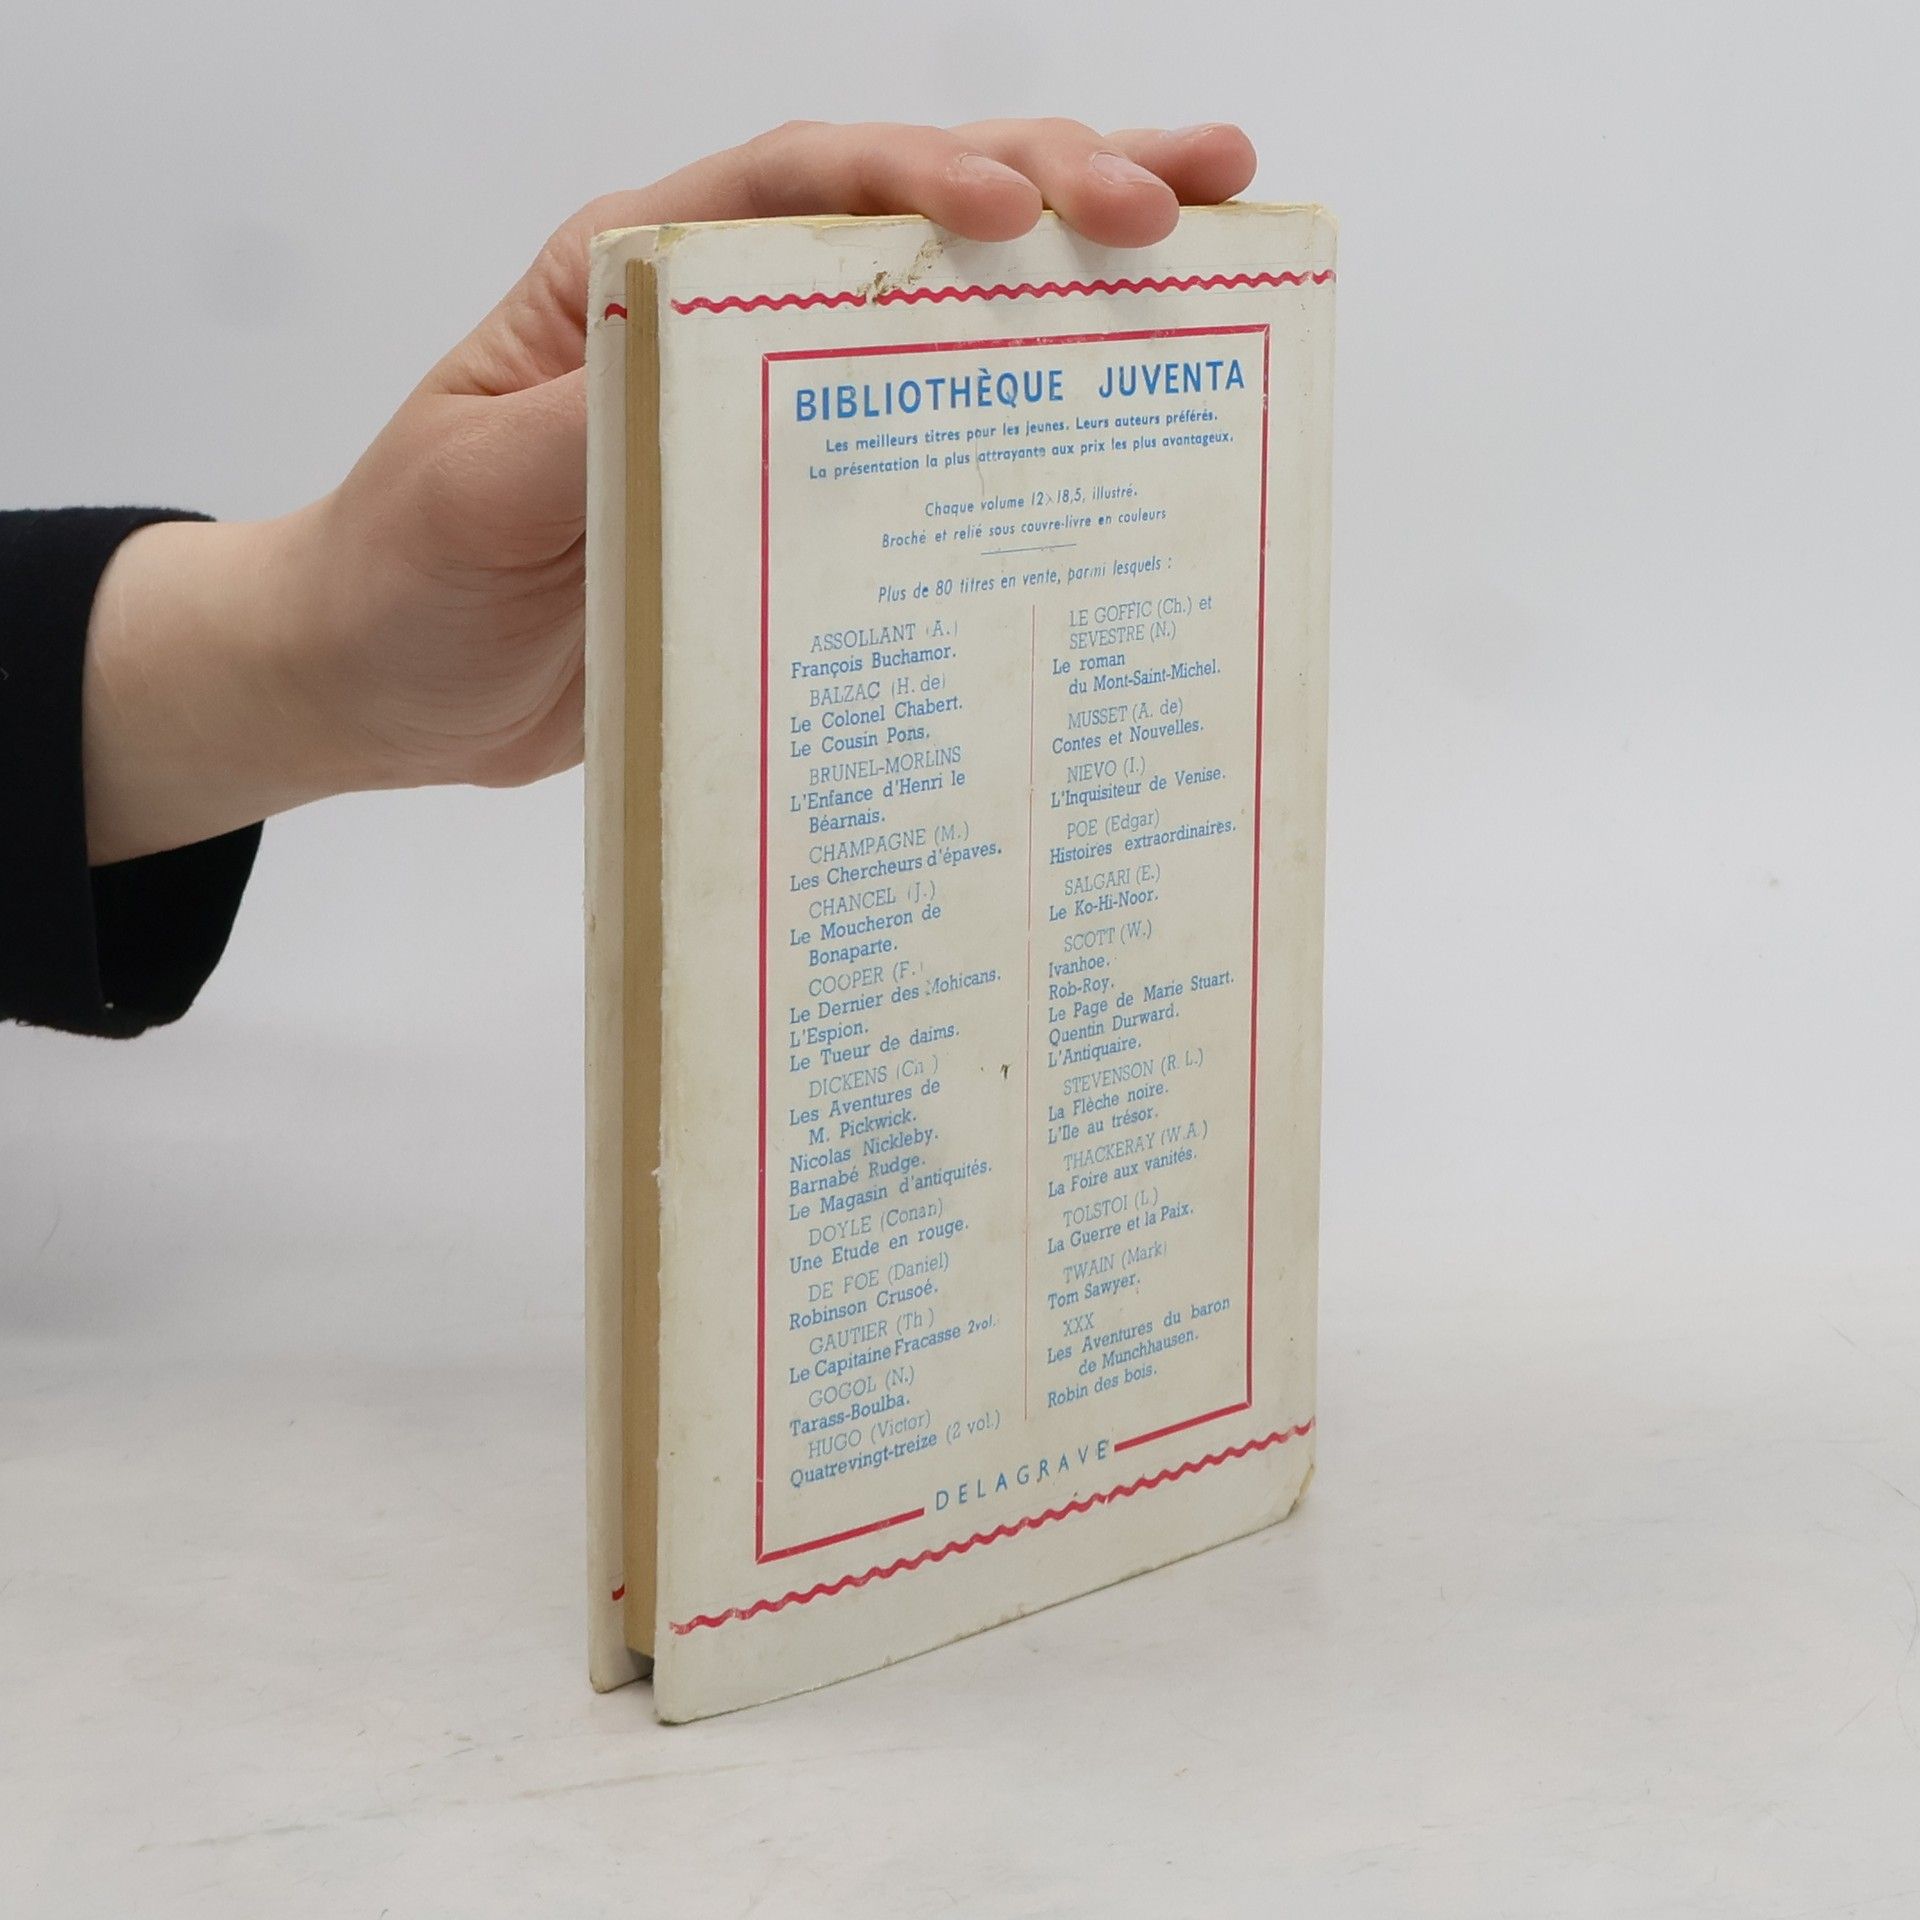 BIBLIOTHÈQUE JUVENTA
Les meilleurs titres pour les jeunes. Leurs auteurs préférés.
La présentation la plus attrayante aux prix les plus avantageux.
Chaque volume 12×18,5, illustré.
Broché et relié sous couvre-livre en couleurs
Plus de 80 titres en vente, parmi lesquels :
ASSOLLANT (A.)
François Buchamor.
BALZAC (H. de)
Le Colonel Chabert.
Le Cousin Pons.
BRUNEL-MORLINS
L'Enfance d'Henri le
Béarnais.
CHAMPAGNE (M.)
Les Chercheurs d'épaves.
CHANCEL (J.)
Le Moucheron de
Bonaparte.
COOPER (F.)
Le Dernier des Mohicans.
L'Espion.
Le Tueur de daims.
DICKENS (Ch.)
Les Aventures de
M. Pickwick.
Nicolas Nickleby.
Barnabé Rudge.
Le Magasin d'antiquités.
DOYLE (Conan)
Une Etude en rouge.
DE FOE (Daniel)
Robinson Crusoé.
GAUTIER (Th.)
Le Capitaine Fracasse 2vol.
GOGOL (N.)
Tarass-Boulba.
HUGO (Victor)
Quatrevingt-treize (2 vol.)
LE GOFFIC (Ch.) et
SEVESTRE (N.)
Le roman
du Mont-Saint-Michel.
MUSSET (A. de)
Contes et Nouvelles.
NIEVO (I.)
L'Inquisiteur de Venise.
POE (Edgar)
Histoires extraordinaires.
SALGARI (E.)
Le Ko-Hi-Noor.
SCOTT (W.)
Ivanhoe.
Rob-Roy.
Le Page de Marie Stuart.
Quentin Durward.
L'Antiquaire.
STEVENSON (R. L.)
La Flèche noire.
L'Ile au trésor.
THACKERAY (W.A.)
La Foire aux vanités.
TOLSTOI (L.)
La Guerre et la Paix.
TWAIN (Mark)
Tom Sawyer.
XXX
Les Aventures du baron
de Munchhausen.
Robin des bois.
DELAGRAVE